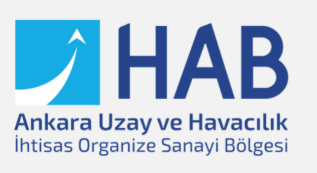 HAB
Ankara Uzay ve Havacılık
İhtisas Organize Sanayi Bölgesi